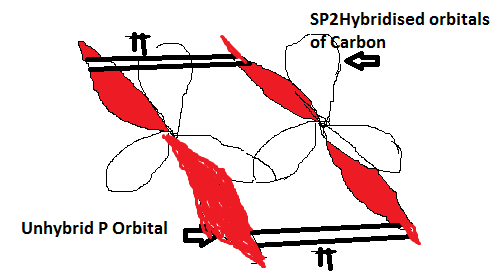 SP2Hybridised orbitals
of Carbon
π
Unhybrid P Orbital
π